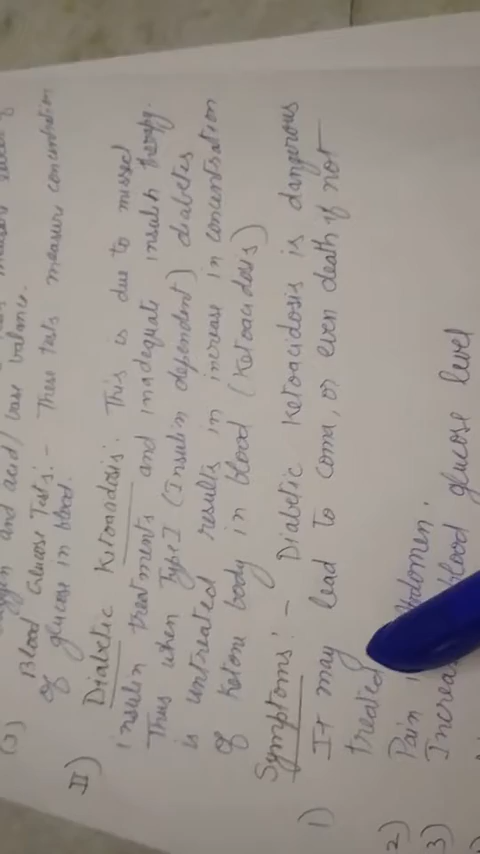 gen and acid) base balance.
(3) Blood Glucose Tests:- These tests measure concentration
of glucose in blood.
II) Diabetic Ketoacidosis: This is due to missed
insulin treatments and inadequate insulin therapy.
Thus when Type I (Insulin dependent) diabetes
is untreated results in increase in concentration
of Ketone body in blood (Ketoacidosis)
Symptoms:- Diabetic Ketoacidosis is dangerous
1) It may lead to coma, or even death if not
treated
2) Pain
3) blood glucose level